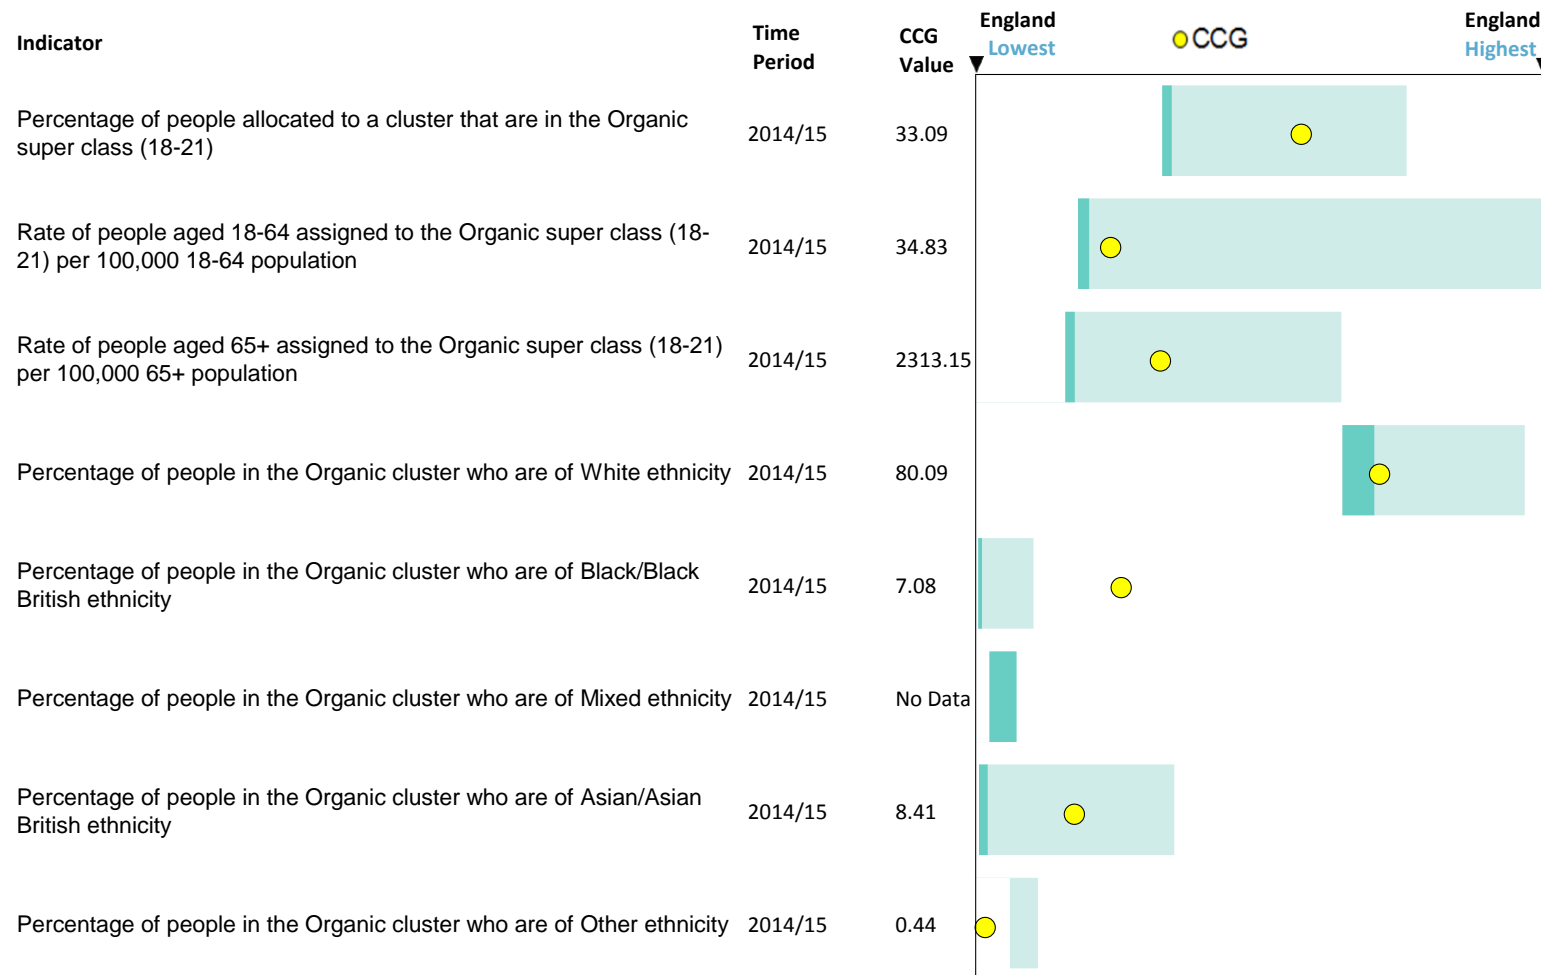 Indicator
Time Period
CCG Value
England Lowest
CCG
England Highest
Percentage of people allocated to a cluster that are in the Organic
super class (18-21)
2014/15
33.09
Rate of people aged 18-64 assigned to the Organic super class (18-
21) per 100,000 18-64 population
2014/15
34.83
Rate of people aged 65+ assigned to the Organic super class (18-21)
per 100,000 65+ population
2014/15
2313.15
Percentage of people in the Organic cluster who are of White ethnicity
2014/15
80.09
Percentage of people in the Organic cluster who are of Black/Black
British ethnicity
2014/15
7.08
Percentage of people in the Organic cluster who are of Mixed ethnicity
2014/15
No Data
Percentage of people in the Organic cluster who are of Asian/Asian
British ethnicity
2014/15
8.41
Percentage of people in the Organic cluster who are of Other ethnicity
2014/15
0.44